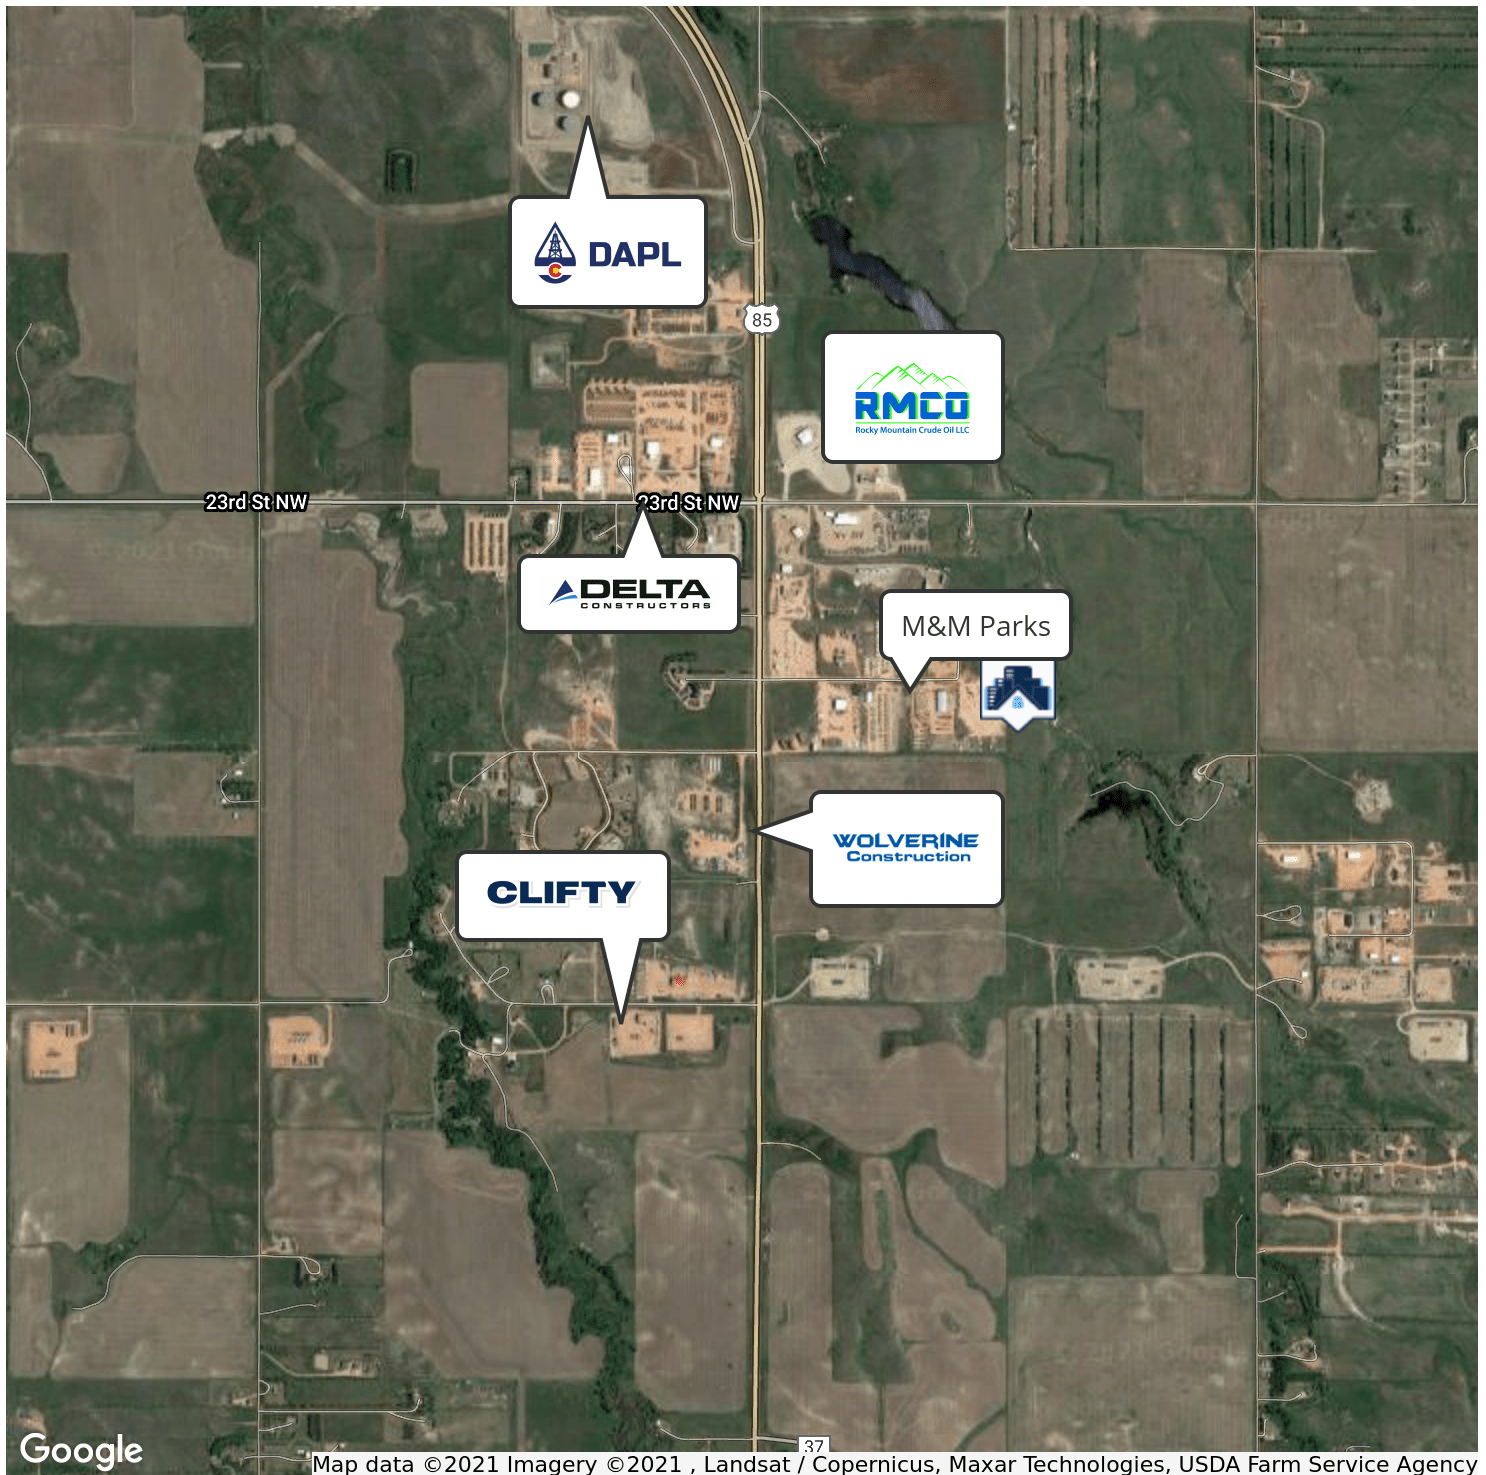 DAPL
85
RMCO
Rocky Mountain Crude Oil LLC
23rd St NW
23rd St NW
DELTA
CONSTRUCTORS
M&M Parks
WOLVERINE
Construction
CLIFTY
37
Google
Map data ©2021 Imagery ©2021 , Landsat / Copernicus, Maxar Technologies, USDA Farm Service Agency